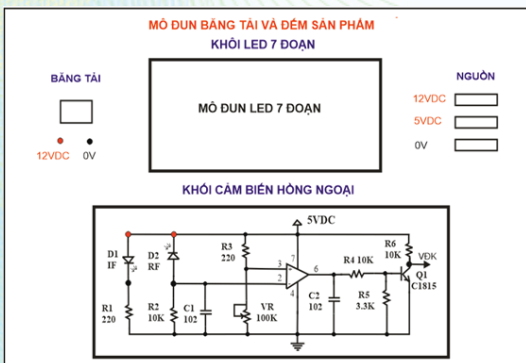 MÔ ĐUN BĂNG TẢI VÀ ĐẾM SẢN PHẨM
KHỐI LED 7 ĐOẠN
BĂNG TẢI
12VDC 0V
MÔ ĐUN LED 7 ĐOẠN
NGUỒN
12VDC
5VDC
0V
KHỐI CẢM BIẾN HỒNG NGOẠI
5VDC
D1
IF
D2
RF
R3
220
R6
10K
VĐK
Q1
C1815
R4 10K
7
3
2
6
4
R1
220
R2
10K
C1
102
VR
100K
C2
102
R5
3.3K